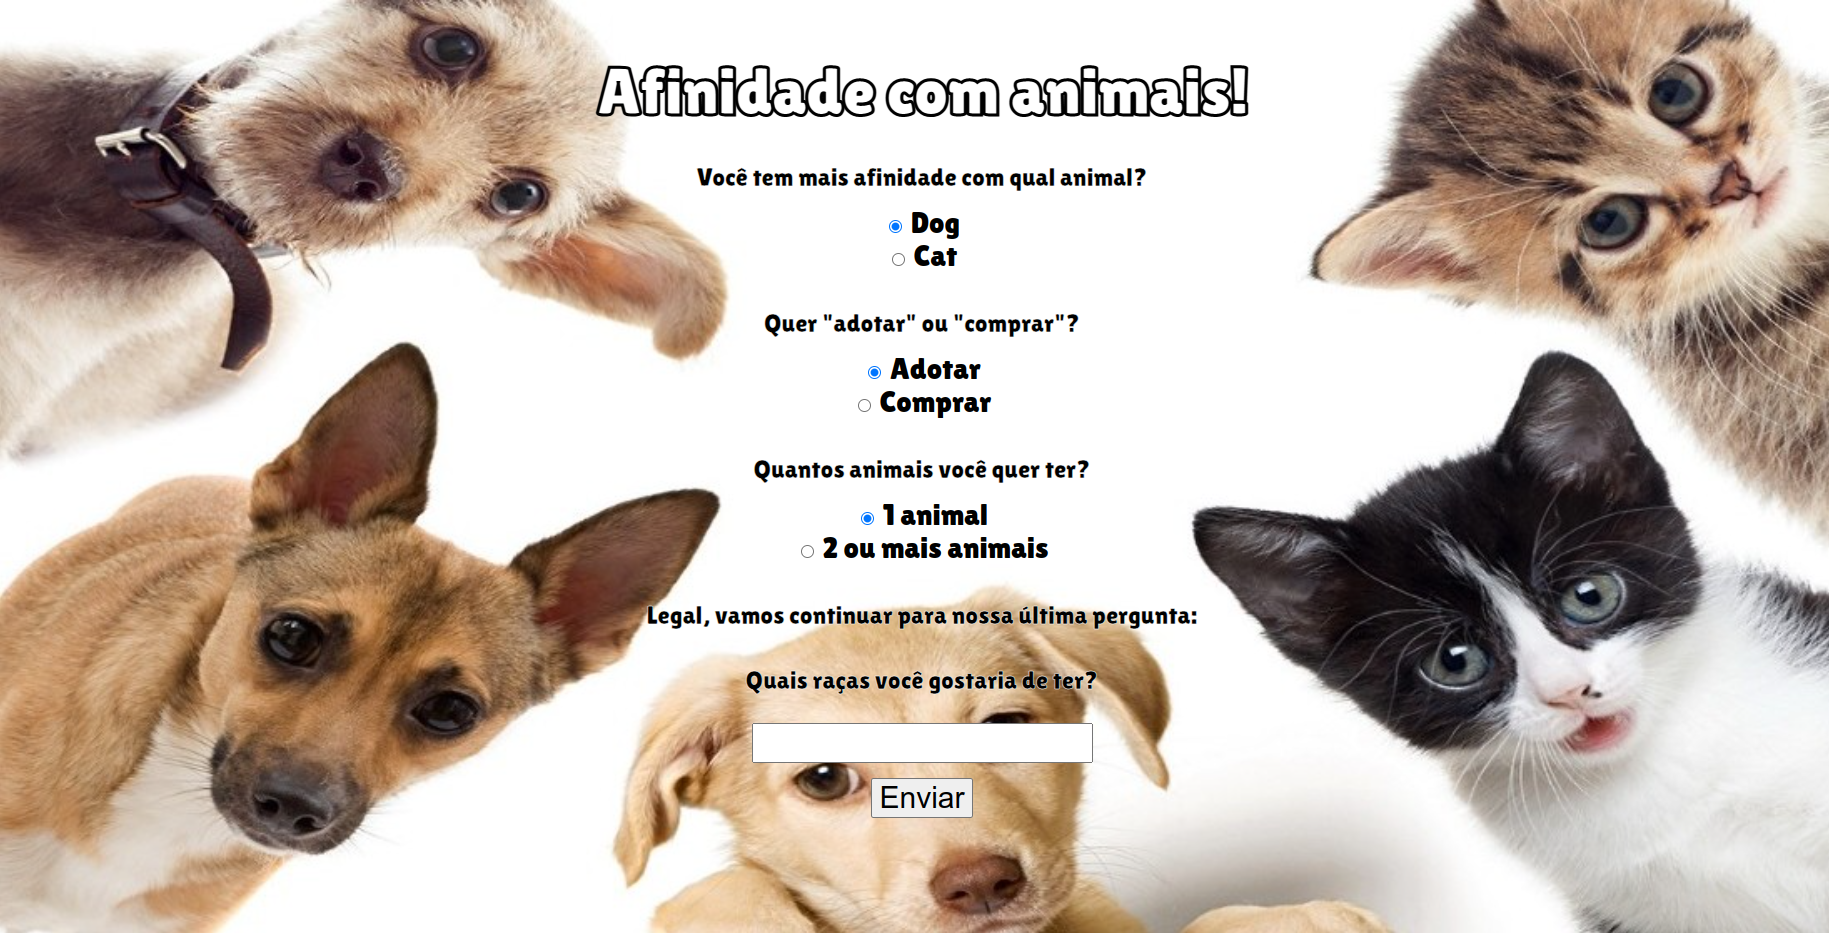 Afinidade com animais!
Você tem mais afinidade com qual animal?
Dog
Cat
Quer "adotar" ou "comprar"?
Adotar
Comprar
Quantos animais você quer ter?
1 animal
2 ou mais animais
Legal, vamos continuar para nossa última pergunta:
Quais raças você gostaria de ter?
Enviar